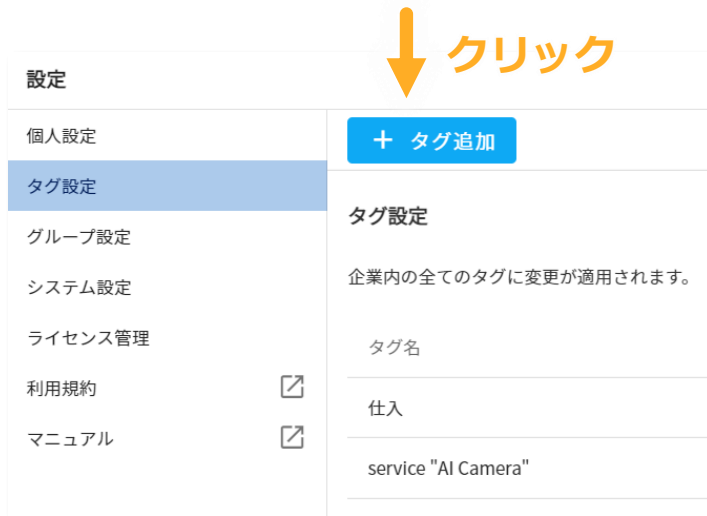 クリック
設定
個人設定
タグ設定
グループ設定
システム設定
ライセンス管理
利用規約
マニュアル
＋ タグ追加
タグ設定
企業内の全てのタグに変更が適用されます。
タグ名
仕入
service "AI Camera"